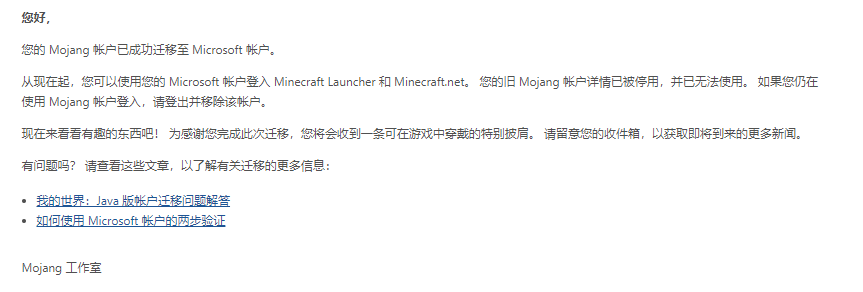 您好，
您的 Mojang 帐户已成功迁移至 Microsoft 帐户。
从现在起，您可以使用您的 Microsoft 帐户登入 Minecraft Launcher 和 Minecraft.net。 您的旧 Mojang 帐户详情已被停用，并已无法使用。 如果您仍在
使用 Mojang 帐户登入，请登出并移除该帐户。
现在来看看有趣的东西吧！ 为感谢您完成此次迁移，您将会收到一条可在游戏中穿戴的特别披肩。 请留意您的收件箱，以获取即将到来的更多新闻。
有问题吗？ 请查看这些文章，以了解有关迁移的更多信息：
我的世界：Java 版帐户迁移问题解答
如何使用 Microsoft 帐户的两步验证
Mojang 工作室